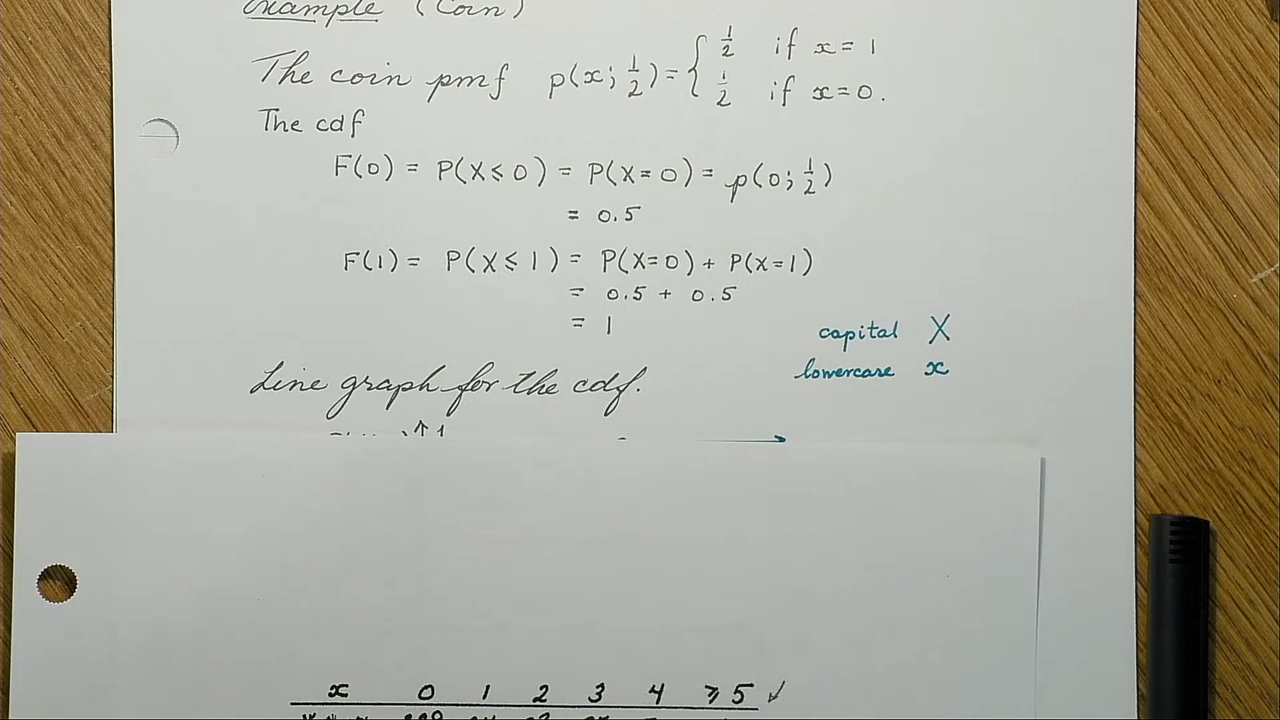 Example (Coin)
The coin pmf p(x; 1/2) = { 1/2 if x = 1
1/2 if x = 0.
The cdf
F(0) = P(X ≤ 0) = P(X = 0) = p(0; 1/2)
= 0.5
F(1) = P(X ≤ 1) = P(X=0) + P(X=1)
= 0.5 + 0.5
= 1
capital X
lowercase x
Line graph for the cdf.
x 0 1 2 3 4 ≥ 5 ✓